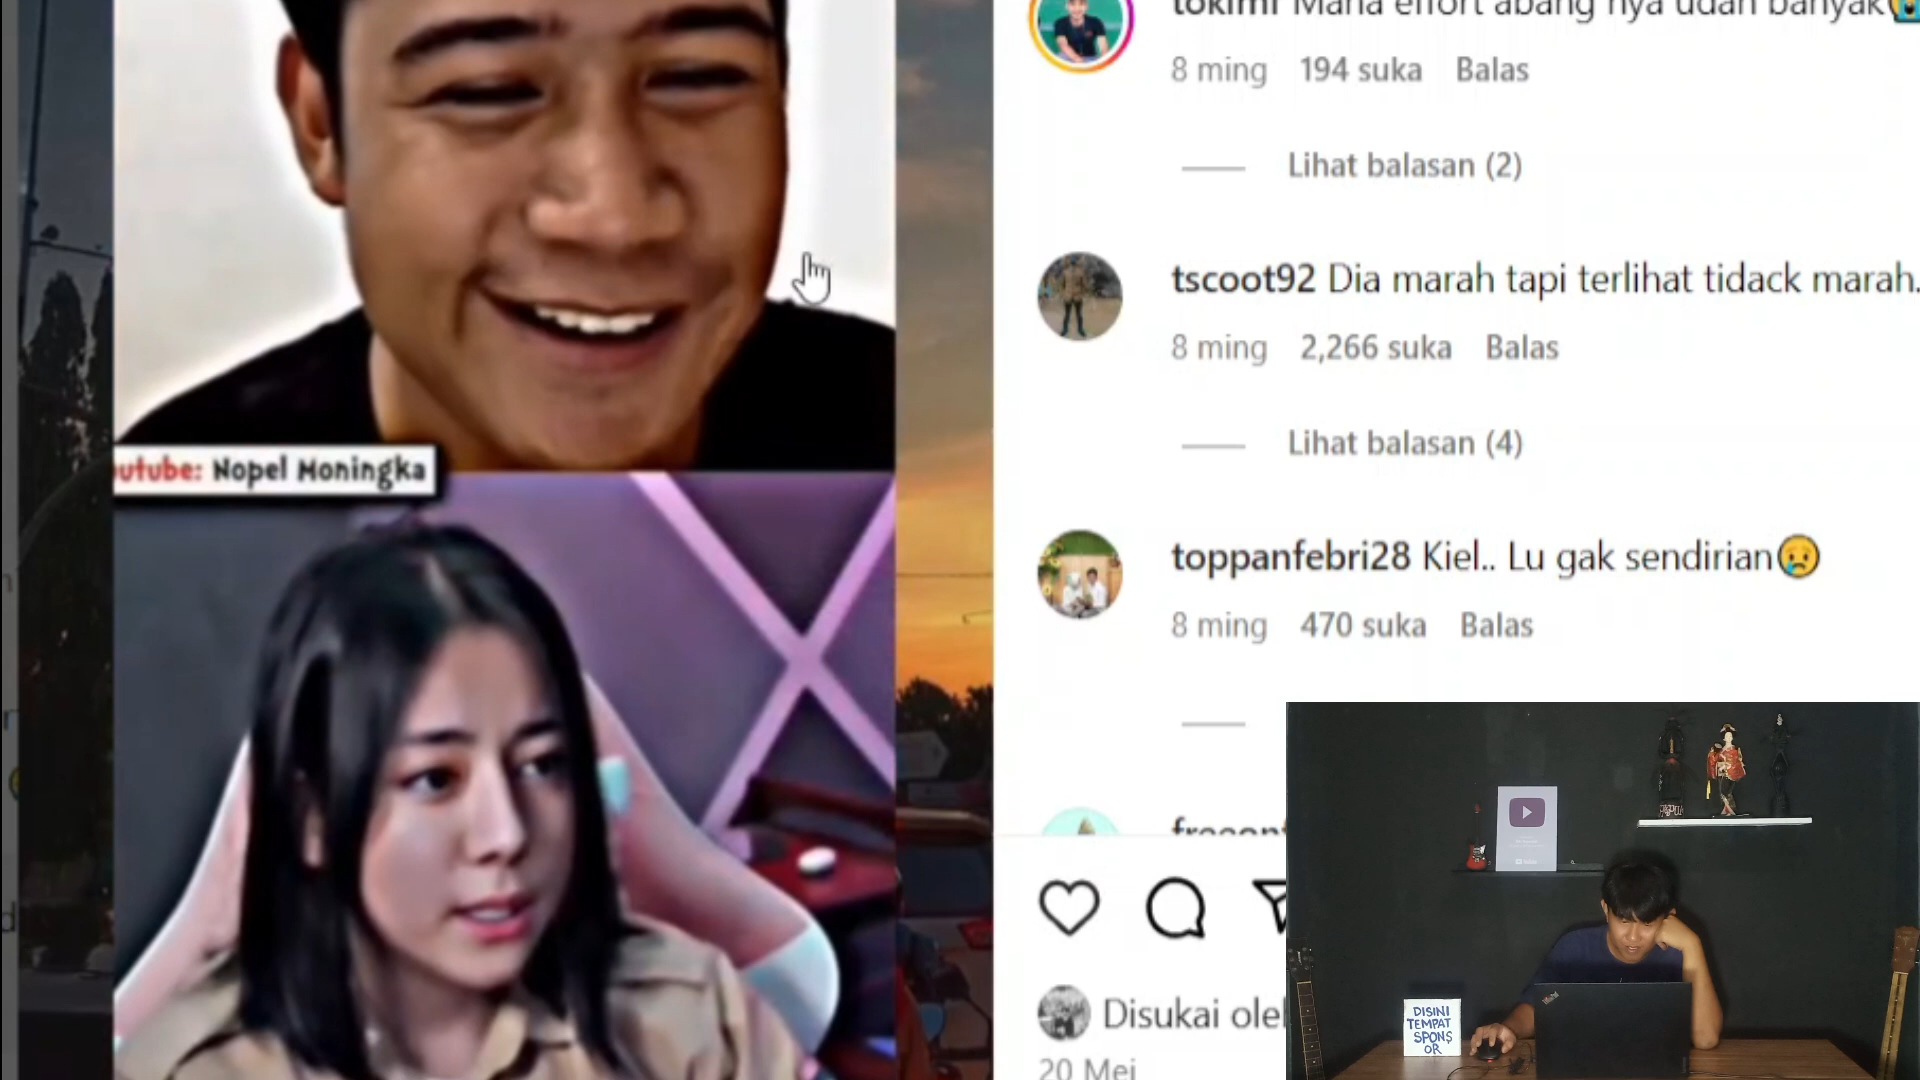 tokimi Mana effort abang nya udah banyak
8 ming 194 suka Balas
Lihat balasan (2)
tscoot92 Dia marah tapi terlihat tidack marah.
8 ming 2,266 suka Balas
Lihat balasan (4)
toppanfebri28 Kiel.. Lu gak sendirian😢
8 ming 470 suka Balas
utube: Nopel Moningka
Disukai ole
20 Mei
DISINI
TEMPAT
SPONS
OR